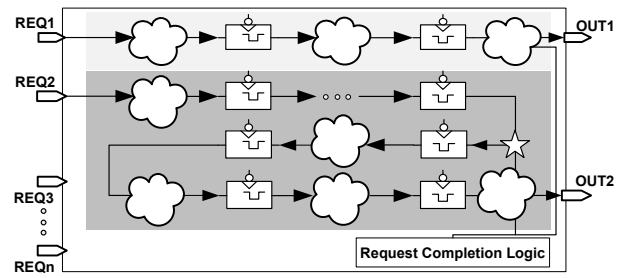 REQ1
OUT1
REQ2
REQ3
OUT2
REQn
Request Completion Logic